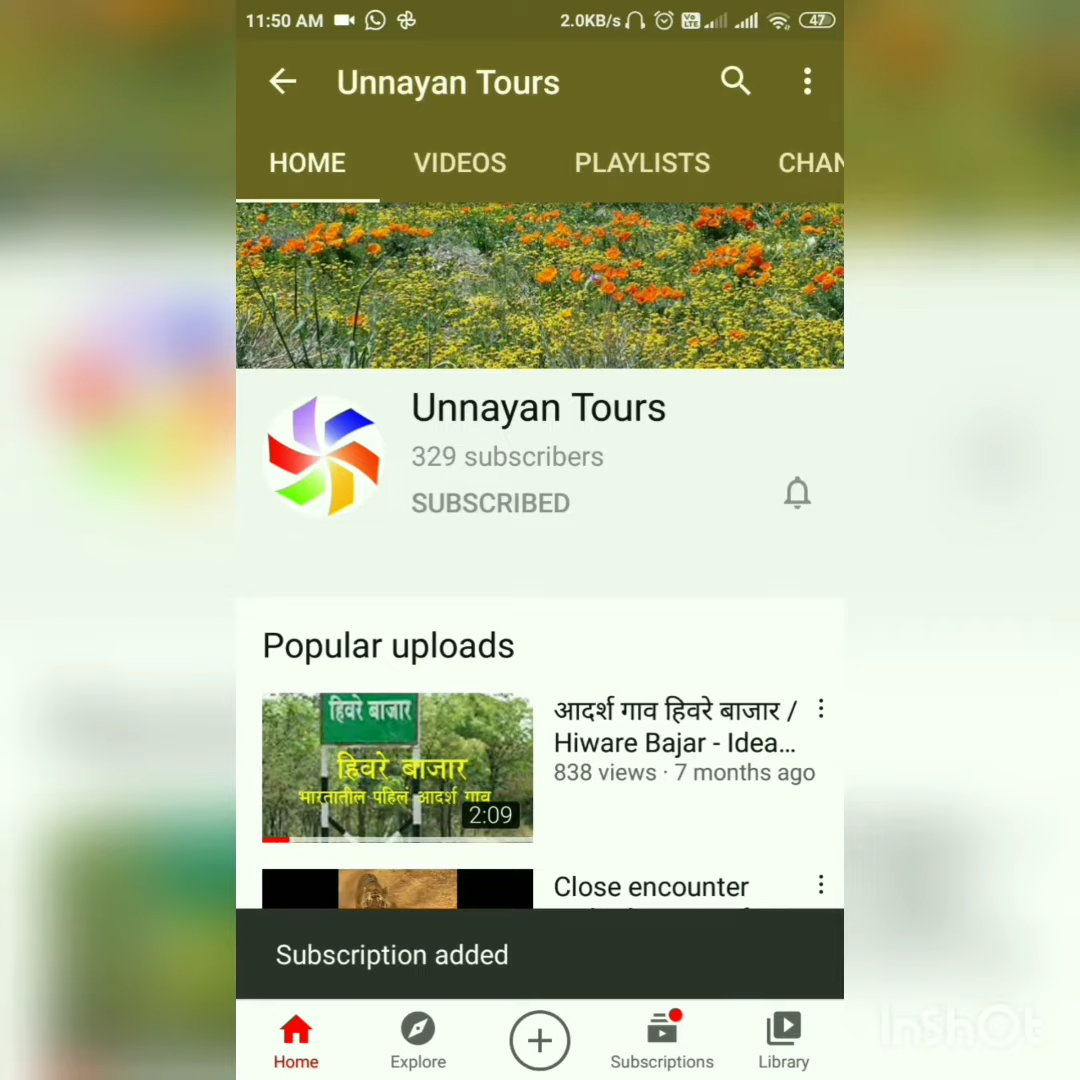 11:50 AM 2.0KB/s Vo LTE 47
Unnayan Tours
HOME VIDEOS PLAYLISTS CHAN
Unnayan Tours
329 subscribers
SUBSCRIBED
Popular uploads
हिवरे बाजार
हिवरे बाजार
भारतातील पहिलं आदर्श गाव
2:09
आदर्श गाव हिवरे बाजार /
Hiware Bajar - Idea...
838 views · 7 months ago
Close encounter
Subscription added
Home Explore Subscriptions Library
InShOt